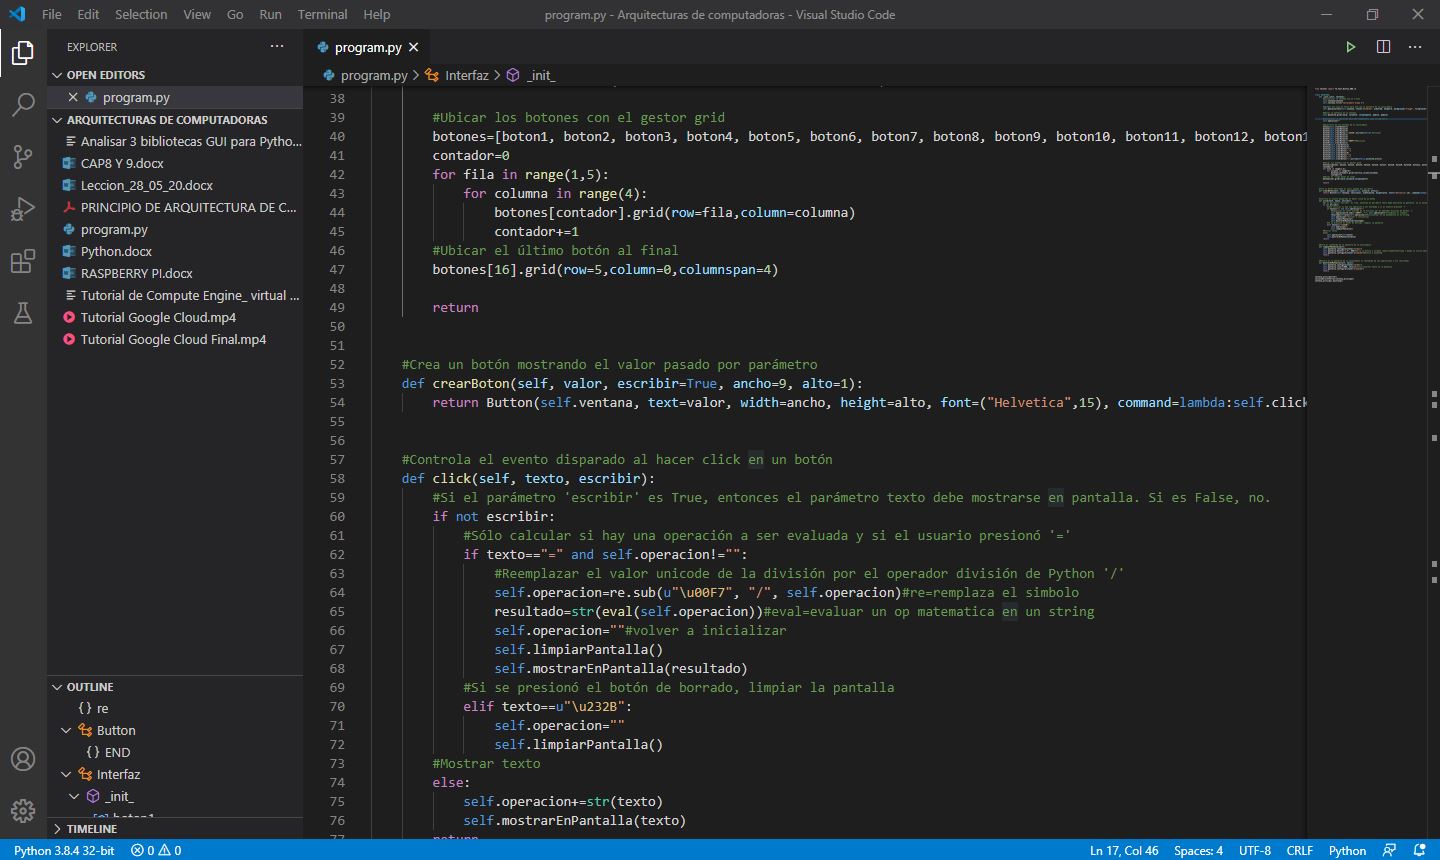 File Edit Selection View Go Run Terminal Help
program.py - Arquitecturas de computadoras - Visual Studio Code
EXPLORER
OPEN EDITORS
program.py
ARQUITECTURAS DE COMPUTADORAS
Analisar 3 bibliotecas GUI para Pytho...
CAP8 Y 9.docx
Leccion_28_05_20.docx
PRINCIPIO DE ARQUITECTURA DE C...
program.py
Python.docx
RASPBERRY PI.docx
Tutorial de Compute Engine_ virtual ...
Tutorial Google Cloud.mp4
Tutorial Google Cloud Final.mp4
OUTLINE
{} re
Button
{} END
Interfaz
_init_
TIMELINE
program.py
program.py > Interfaz > _init_
38
39 #Ubicar los botones con el gestor grid
40 botones=[boton1, boton2, boton3, boton4, boton5, boton6, boton7, boton8, boton9, boton10, boton11, boton12, boton1
41 contador=0
42 for fila in range(1,5):
43 for columna in range(4):
44 botones[contador].grid(row=fila,column=columna)
45 contador+=1
46 #Ubicar el último botón al final
47 botones[16].grid(row=5,column=0,columnspan=4)
48
49 return
50
51
52 #Crea un botón mostrando el valor pasado por parámetro
53 def crearBoton(self, valor, escribir=True, ancho=9, alto=1):
54 return Button(self.ventana, text=valor, width=ancho, height=alto, font=("Helvetica",15), command=lambda:self.click
55
56
57 #Controla el evento disparado al hacer click en un botón
58 def click(self, texto, escribir):
59 #Si el parámetro 'escribir' es True, entonces el parámetro texto debe mostrarse en pantalla. Si es False, no.
60 if not escribir:
61 #Sólo calcular si hay una operación a ser evaluada y si el usuario presionó '='
62 if texto=="=" and self.operacion!="":
63 #Reemplazar el valor unicode de la división por el operador división de Python '/'
64 self.operacion=re.sub(u"\u00F7", "/", self.operacion)#re=remplaza el simbolo
65 resultado=str(eval(self.operacion))#eval=evaluar un op matematica en un string
66 self.operacion=""#volver a inicializar
67 self.limpiarPantalla()
68 self.mostrarEnPantalla(resultado)
69 #Si se presionó el botón de borrado, limpiar la pantalla
70 elif texto==u"\u232B":
71 self.operacion=""
72 self.limpiarPantalla()
73 #Mostrar texto
74 else:
75 self.operacion+=str(texto)
76 self.mostrarEnPantalla(texto)
77 return
Python 3.8.4 32-bit 0 0
Ln 17, Col 46 Spaces: 4 UTF-8 CRLF Python